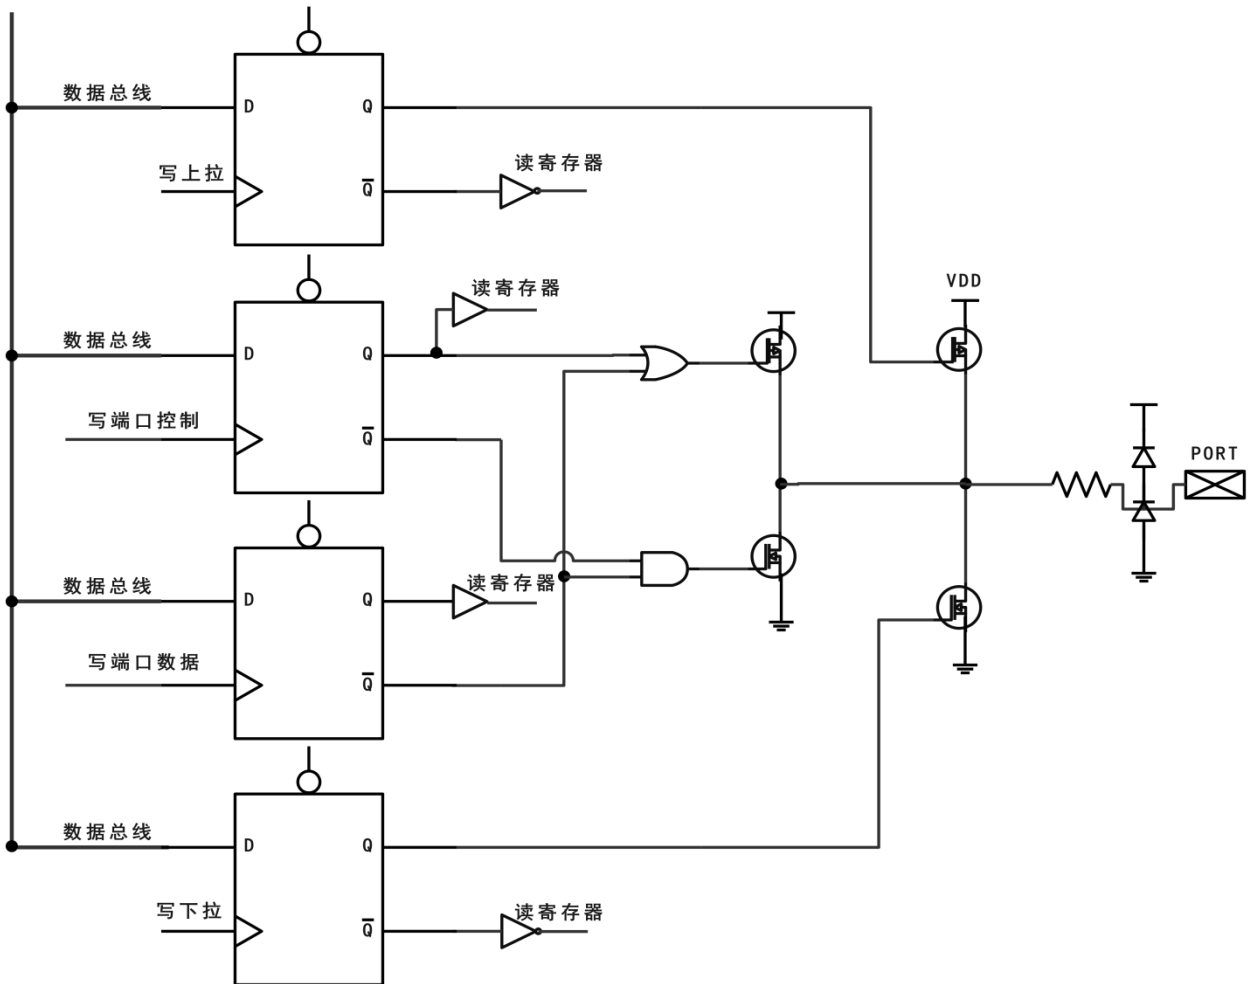 数据总线
D
Q
写上拉
Q
读寄存器
读寄存器
VDD
数据总线
D
Q
写端口控制
Q
PORT
数据总线
D
Q
读寄存器
写端口数据
Q
数据总线
D
Q
写下拉
Q
读寄存器